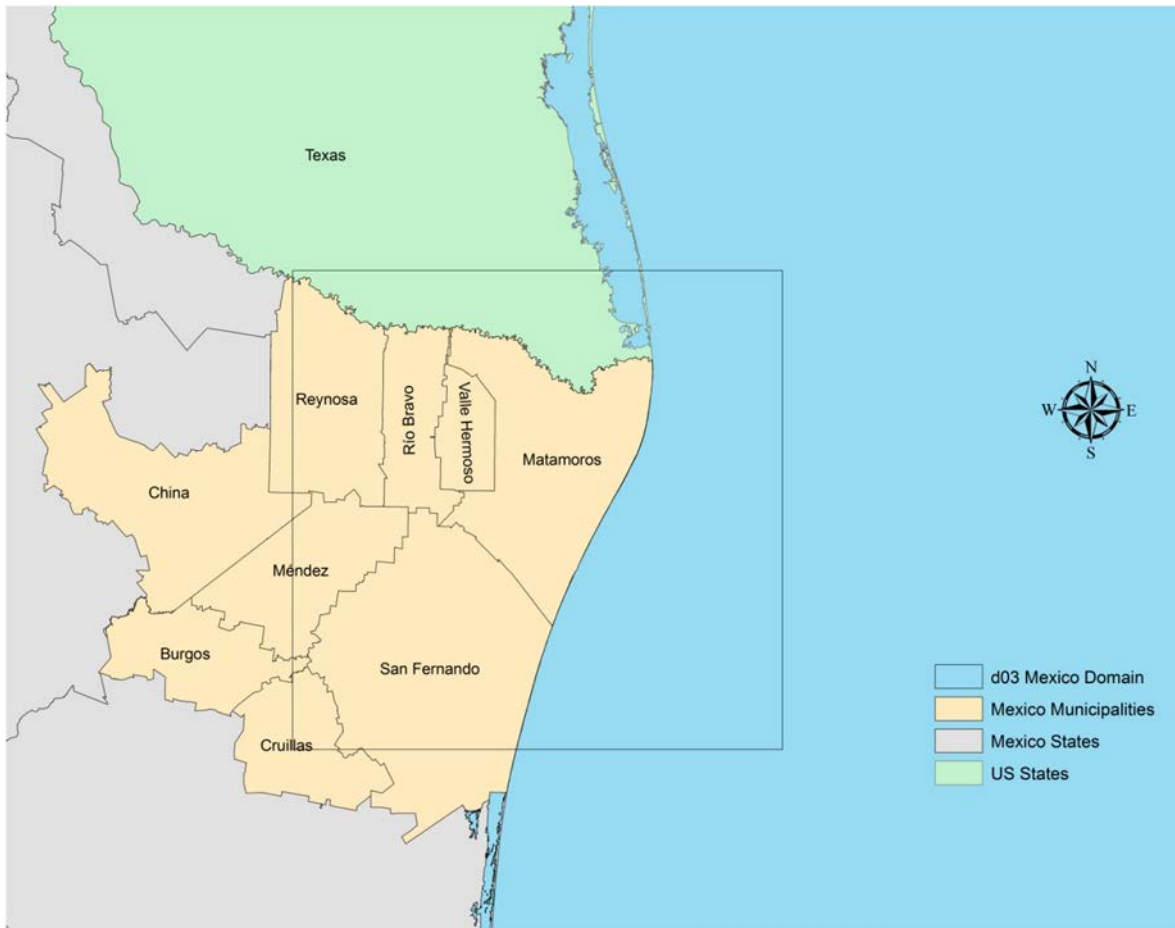 Texas
N
W
E
S
Reynosa
Río Bravo
Valle Hermoso
Matamoros
China
Méndez
Burgos
San Fernando
Cruillas
d03 Mexico Domain
Mexico Municipalities
Mexico States
US States